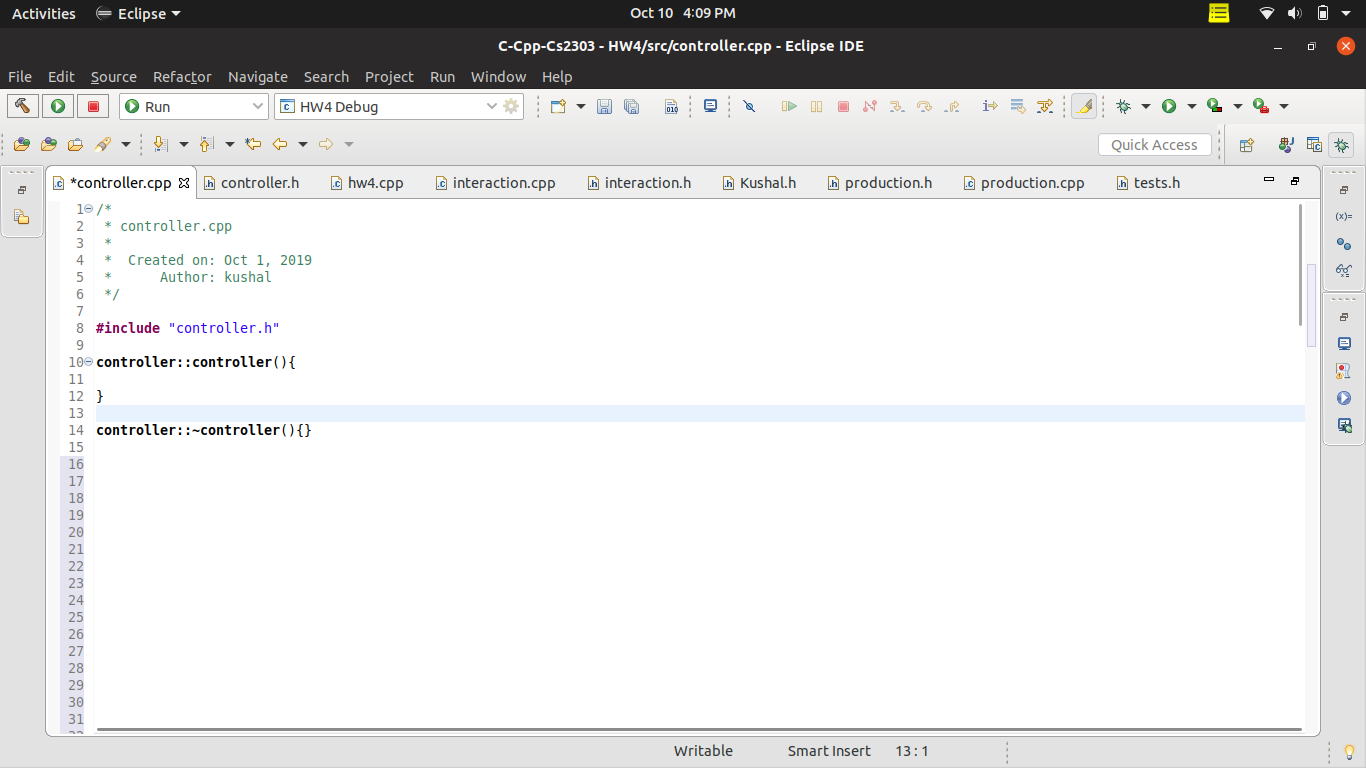 Activities Eclipse Oct 10 4:09 PM
C-Cpp-Cs2303 - HW4/src/controller.cpp - Eclipse IDE
File Edit Source Refactor Navigate Search Project Run Window Help
Run HW4 Debug
Quick Access
*controller.cpp controller.h hw4.cpp interaction.cpp interaction.h Kushal.h production.h production.cpp tests.h
1 /*
2 * controller.cpp
3 *
4 * Created on: Oct 1, 2019
5 * Author: kushal
6 */
7
8 #include "controller.h"
9
10 controller::controller(){
11
12 }
13
14 controller::~controller(){}
15
16
17
18
19
20
21
22
23
24
25
26
27
28
29
30
31
Writable Smart Insert 13 : 1